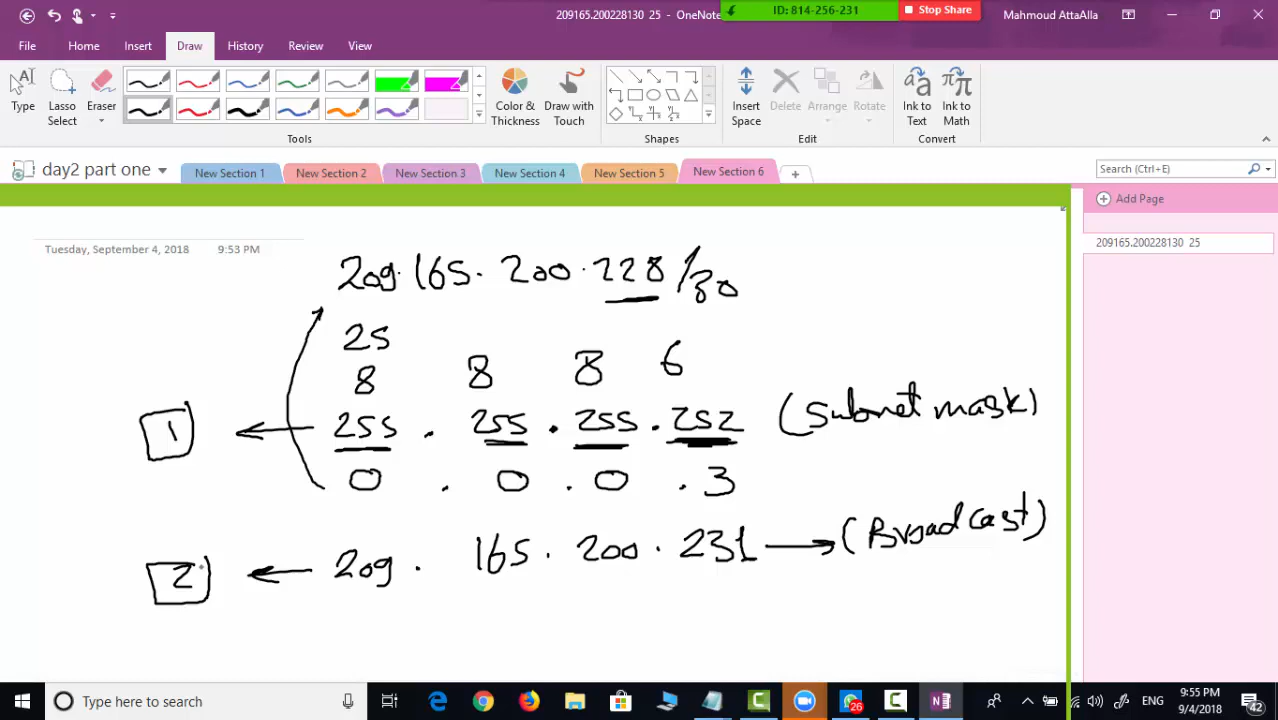 ID: 814-256-231
Stop Share
209165.200228130 25 - OneNote
Mahmoud AttaAlla
File Home Insert Draw History Review View
Type
Lasso Select
Eraser
Color & Thickness
Draw with Touch
Insert Space
Delete
Arrange
Rotate
Ink to Text
Ink to Math
Tools
Shapes
Edit
Convert
day2 part one
New Section 1
New Section 2
New Section 3
New Section 4
New Section 5
New Section 6
Search (Ctrl+E)
Add Page
209165.200228130 25
Tuesday, September 4, 2018 9:53 PM
209.165.200.228/30
25
8 8 8 6
1 255.255.255.252 (Subnet mask)
0.0.0.3
2 209.165.200.231 (Broadcast)
Type here to search
26
ENG
9:55 PM
9/4/2018
42